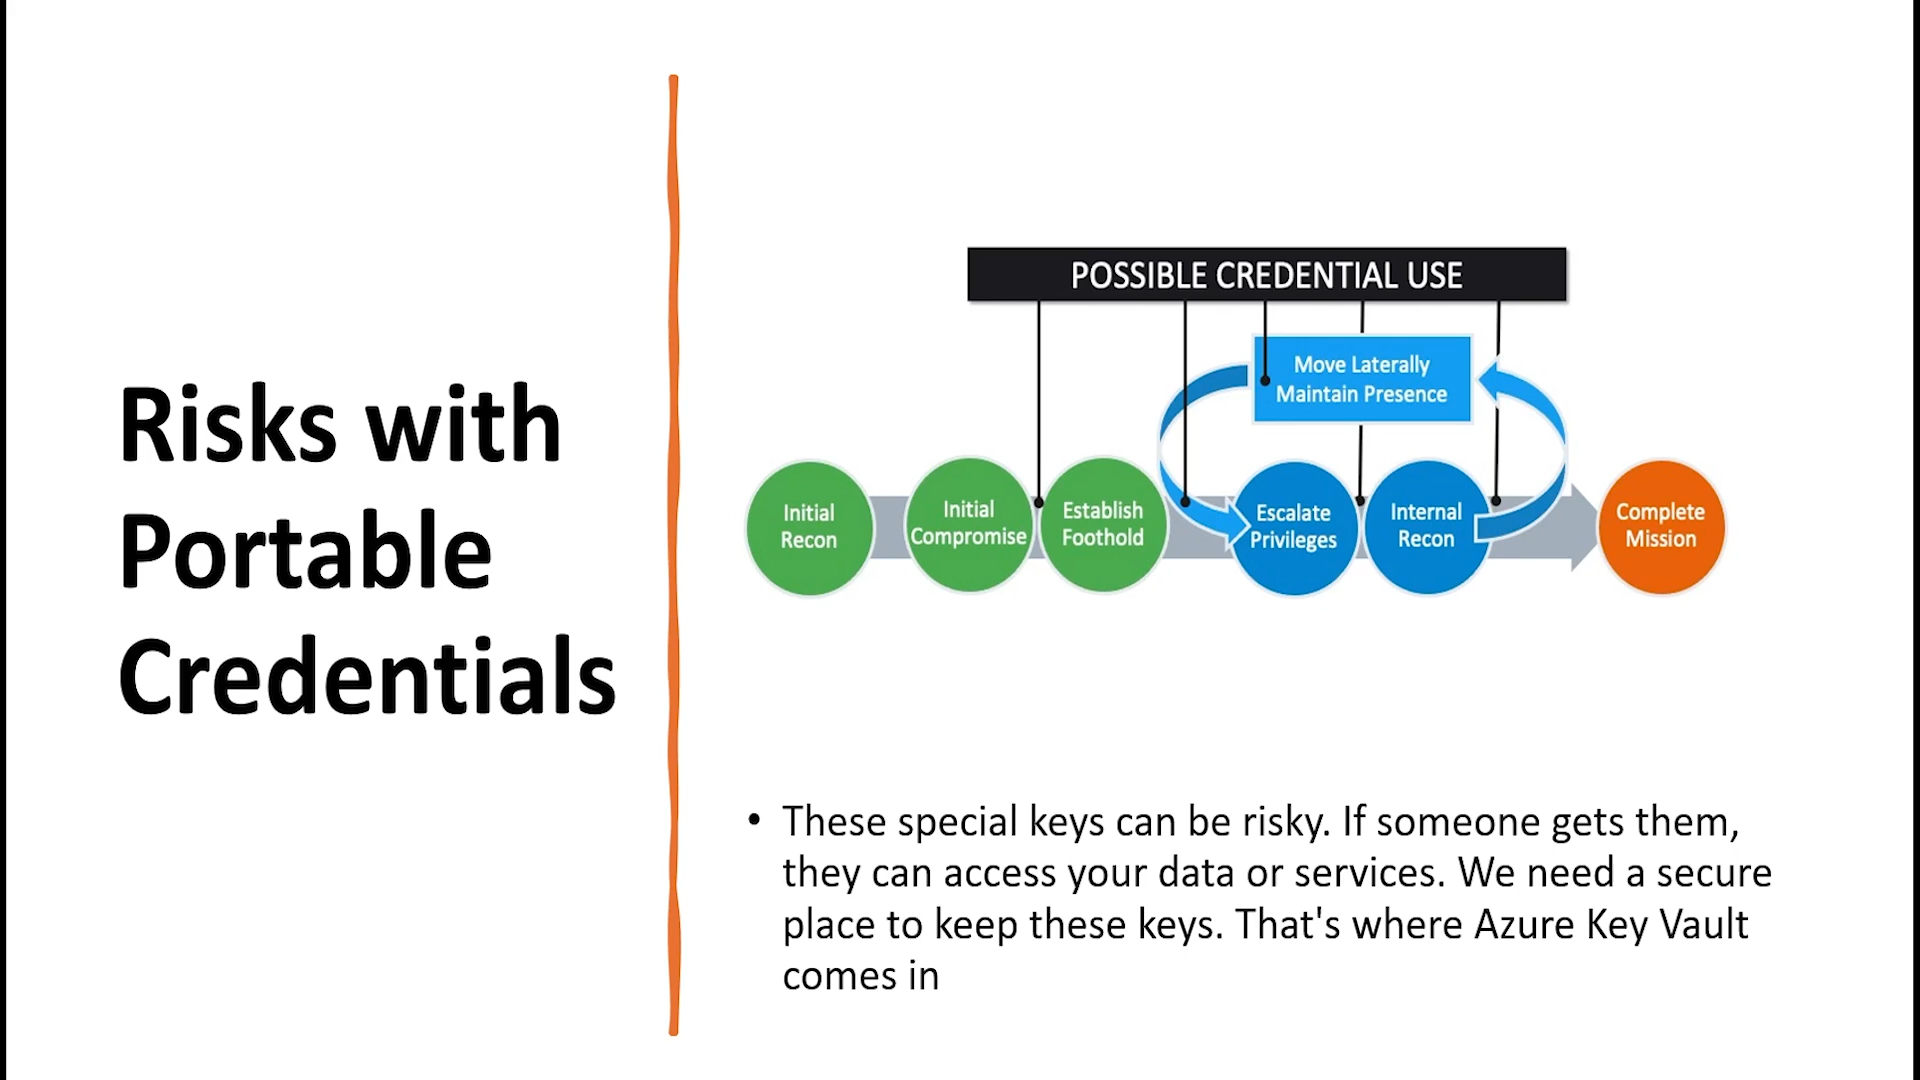 Risks with
Portable
Credentials
POSSIBLE CREDENTIAL USE
Move Laterally
Maintain Presence
Initial
Recon
Initial
Compromise
Establish
Foothold
Escalate
Privileges
Internal
Recon
Complete
Mission
• These special keys can be risky. If someone gets them,
they can access your data or services. We need a secure
place to keep these keys. That's where Azure Key Vault
comes in